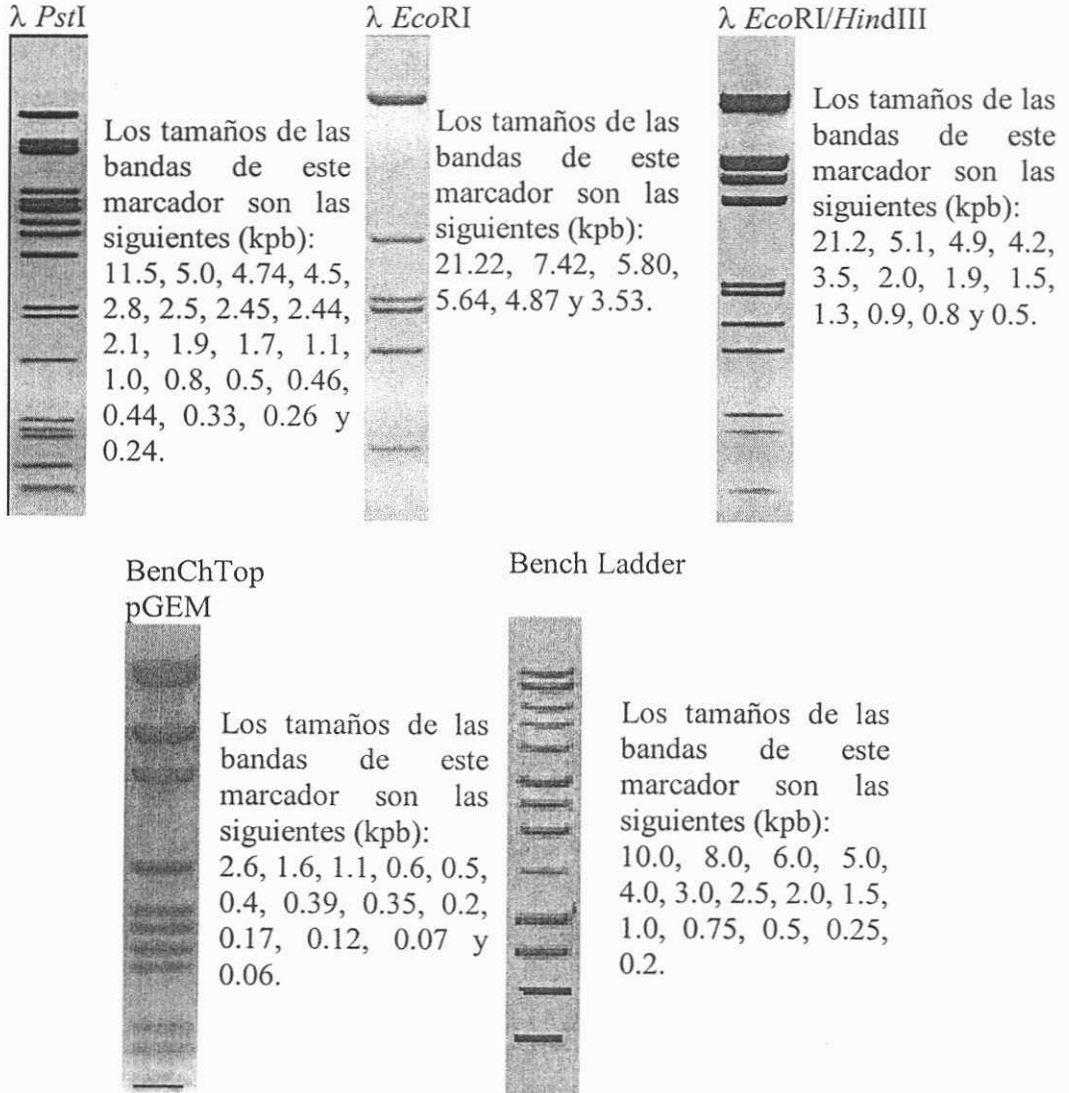 λ PstI
Los tamaños de las
bandas de este
marcador son las
siguientes (kpb):
11.5, 5.0, 4.74, 4.5,
2.8, 2.5, 2.45, 2.44,
2.1, 1.9, 1.7, 1.1,
1.0, 0.8, 0.5, 0.46,
0.44, 0.33, 0.26 y
0.24.
λ EcoRI
Los tamaños de las
bandas de este
marcador son las
siguientes (kpb):
21.22, 7.42, 5.80,
5.64, 4.87 y 3.53.
λ EcoRI/HindIII
Los tamaños de las
bandas de este
marcador son las
siguientes (kpb):
21.2, 5.1, 4.9, 4.2,
3.5, 2.0, 1.9, 1.5,
1.3, 0.9, 0.8 y 0.5.
BenChTop
pGEM
Los tamaños de las
bandas de este
marcador son las
siguientes (kpb):
2.6, 1.6, 1.1, 0.6, 0.5,
0.4, 0.39, 0.35, 0.2,
0.17, 0.12, 0.07 y
0.06.
Bench Ladder
Los tamaños de las
bandas de este
marcador son las
siguientes (kpb):
10.0, 8.0, 6.0, 5.0,
4.0, 3.0, 2.5, 2.0, 1.5,
1.0, 0.75, 0.5, 0.25,
0.2.